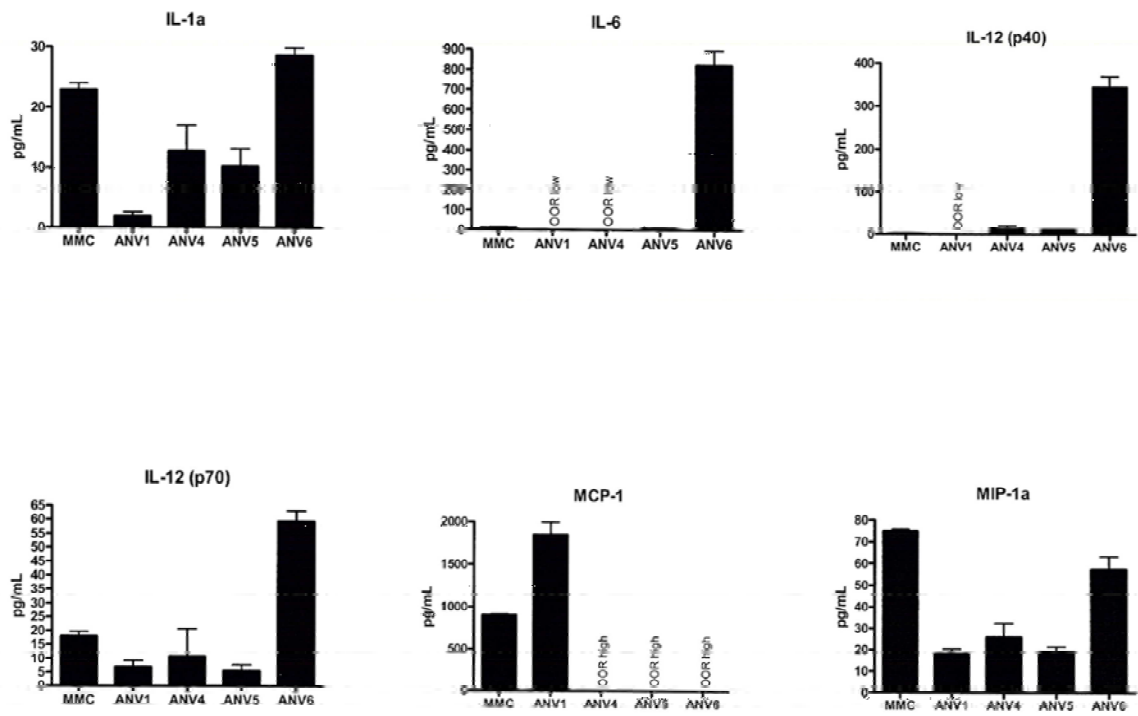 IL-1a
pg/mL
30
20
10
0
MMC ANV1 ANV4 ANV5 ANV6
IL-6
pg/mL
900
800
700
600
500
400
300
200
100
0
OOR low
OOR low
MMC ANV1 ANV4 ANV5 ANV6
IL-12 (p40)
pg/mL
400
300
200
100
0
OOR low
MMC ANV1 ANV4 ANV5 ANV6
IL-12 (p70)
pg/mL
65
60
55
50
45
40
35
30
25
20
15
10
5
0
MMC ANV1 ANV4 ANV5 ANV6
MCP-1
pg/mL
2000
1500
1000
500
0
OOR high
OOR high
OOR high
MMC ANV1 ANV4 ANV5 ANV6
MIP-1a
pg/mL
80
70
60
50
40
30
20
10
0
MMC ANV1 ANV4 ANV5 ANV6